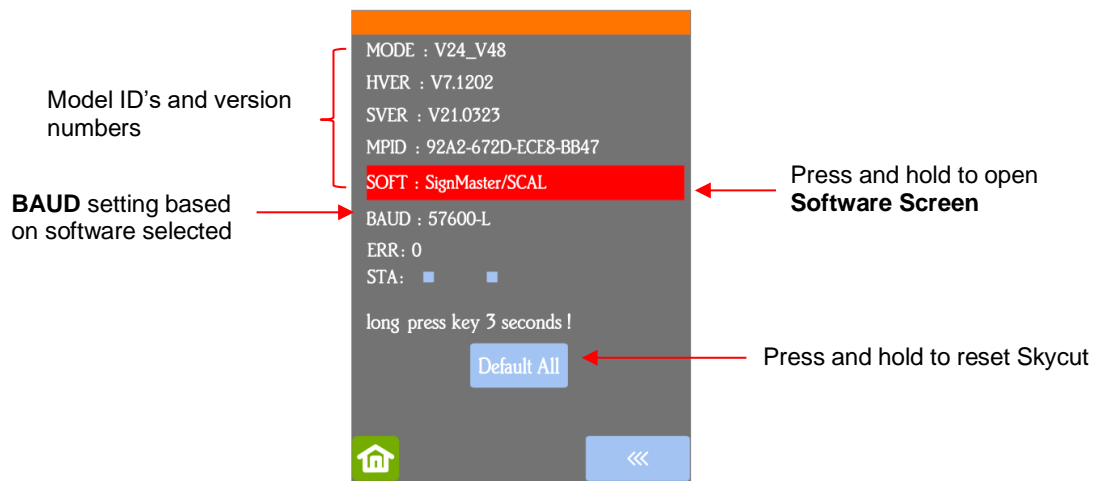 MODE : V24_V48
HVER : V7.1202
SVER : V21.0323
MPID : 92A2-672D-ECE8-BB47
SOFT : SignMaster/SCAL
BAUD : 57600-L
ERR: 0
STA:
long press key 3 seconds !
Default All
Model ID's and version
numbers
BAUD setting based
on software selected
Press and hold to open
Software Screen
Press and hold to reset Skycut